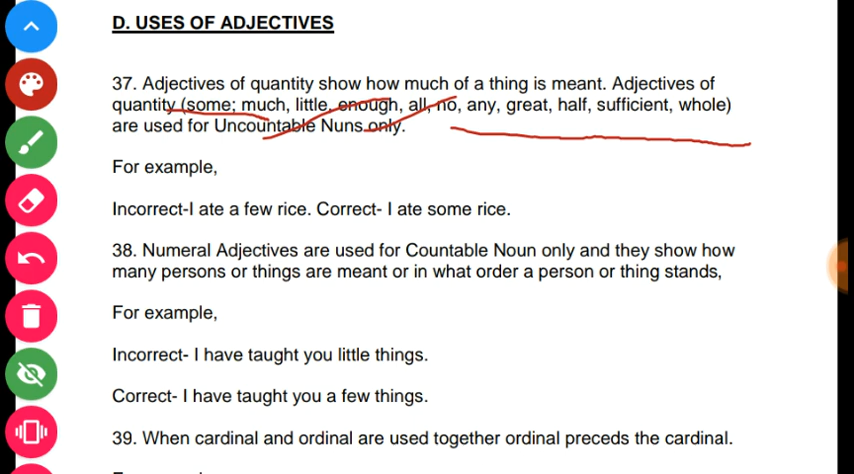 D. USES OF ADJECTIVES
37. Adjectives of quantity show how much of a thing is meant. Adjectives of
quantity (some; much, little, enough, all, no, any, great, half, sufficient, whole)
are used for Uncountable Nuns only.
For example,
Incorrect-I ate a few rice. Correct- I ate some rice.
38. Numeral Adjectives are used for Countable Noun only and they show how
many persons or things are meant or in what order a person or thing stands,
For example,
Incorrect- I have taught you little things.
Correct- I have taught you a few things.
39. When cardinal and ordinal are used together ordinal preceds the cardinal.